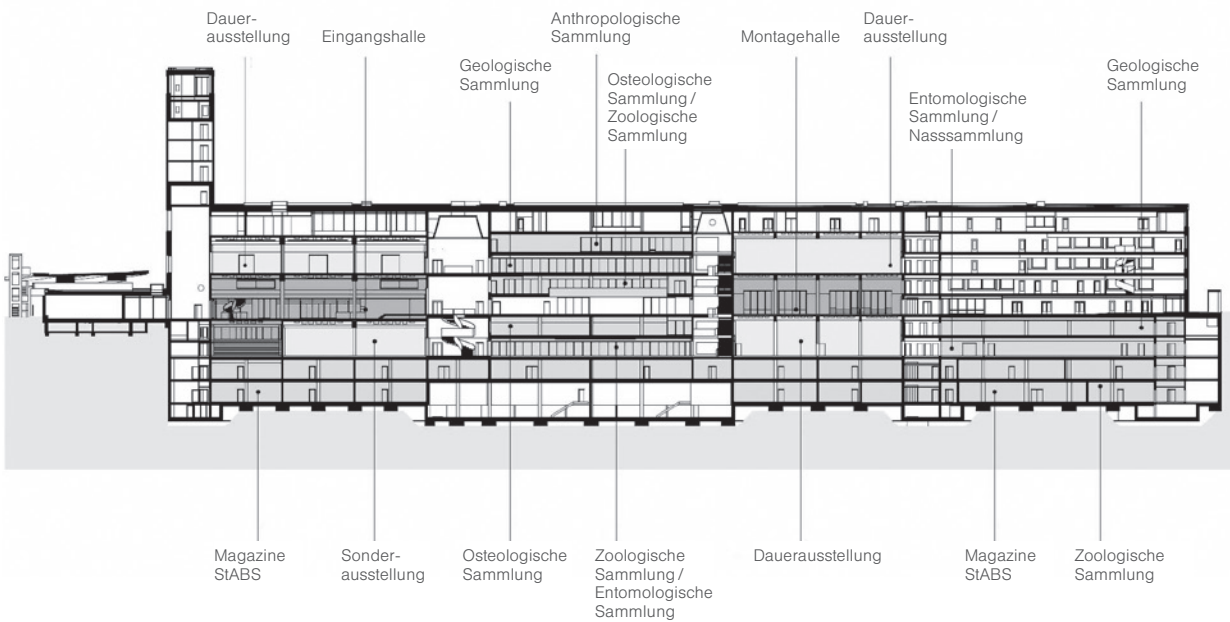 Dauer-
ausstellung
Eingangshalle
Anthropologische
Sammlung
Geologische
Sammlung
Osteologische
Sammlung /
Zoologische
Sammlung
Montagehalle
Dauer-
ausstellung
Entomologische
Sammlung /
Nasssammlung
Geologische
Sammlung
Magazine
StABS
Sonder-
ausstellung
Osteologische
Sammlung
Zoologische
Sammlung /
Entomologische
Sammlung
Dauerausstellung
Magazine
StABS
Zoologische
Sammlung